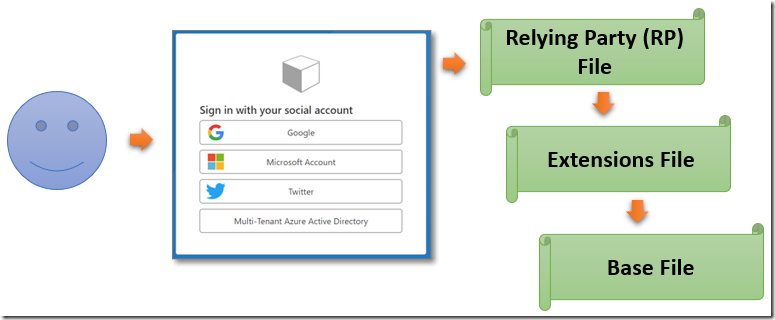 Sign in with your social account
Google
Microsoft Account
Twitter
Multi-Tenant Azure Active Directory
Relying Party (RP)
File
Extensions File
Base File